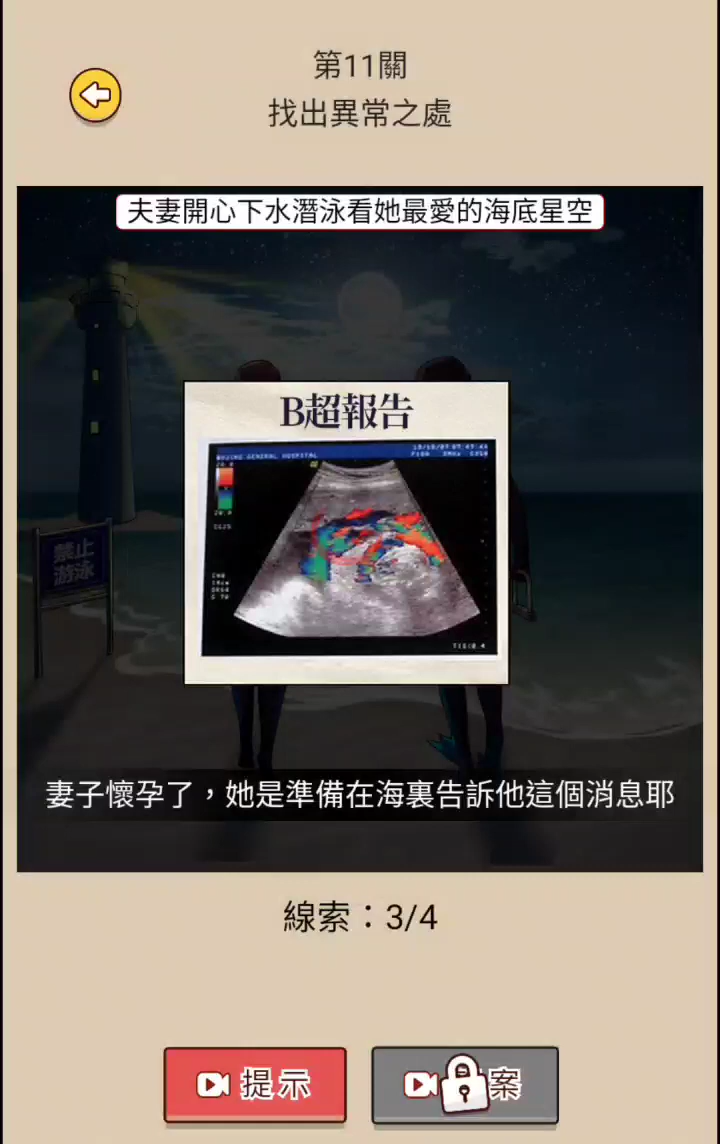 第11關
找出異常之處
夫妻開心下水潛泳看她最愛的海底星空
B超報告
GENERAL HOSPITAL
禁止
游泳
妻子懷孕了，她是準備在海裏告訴他這個消息耶
線索：3/4
提示
案